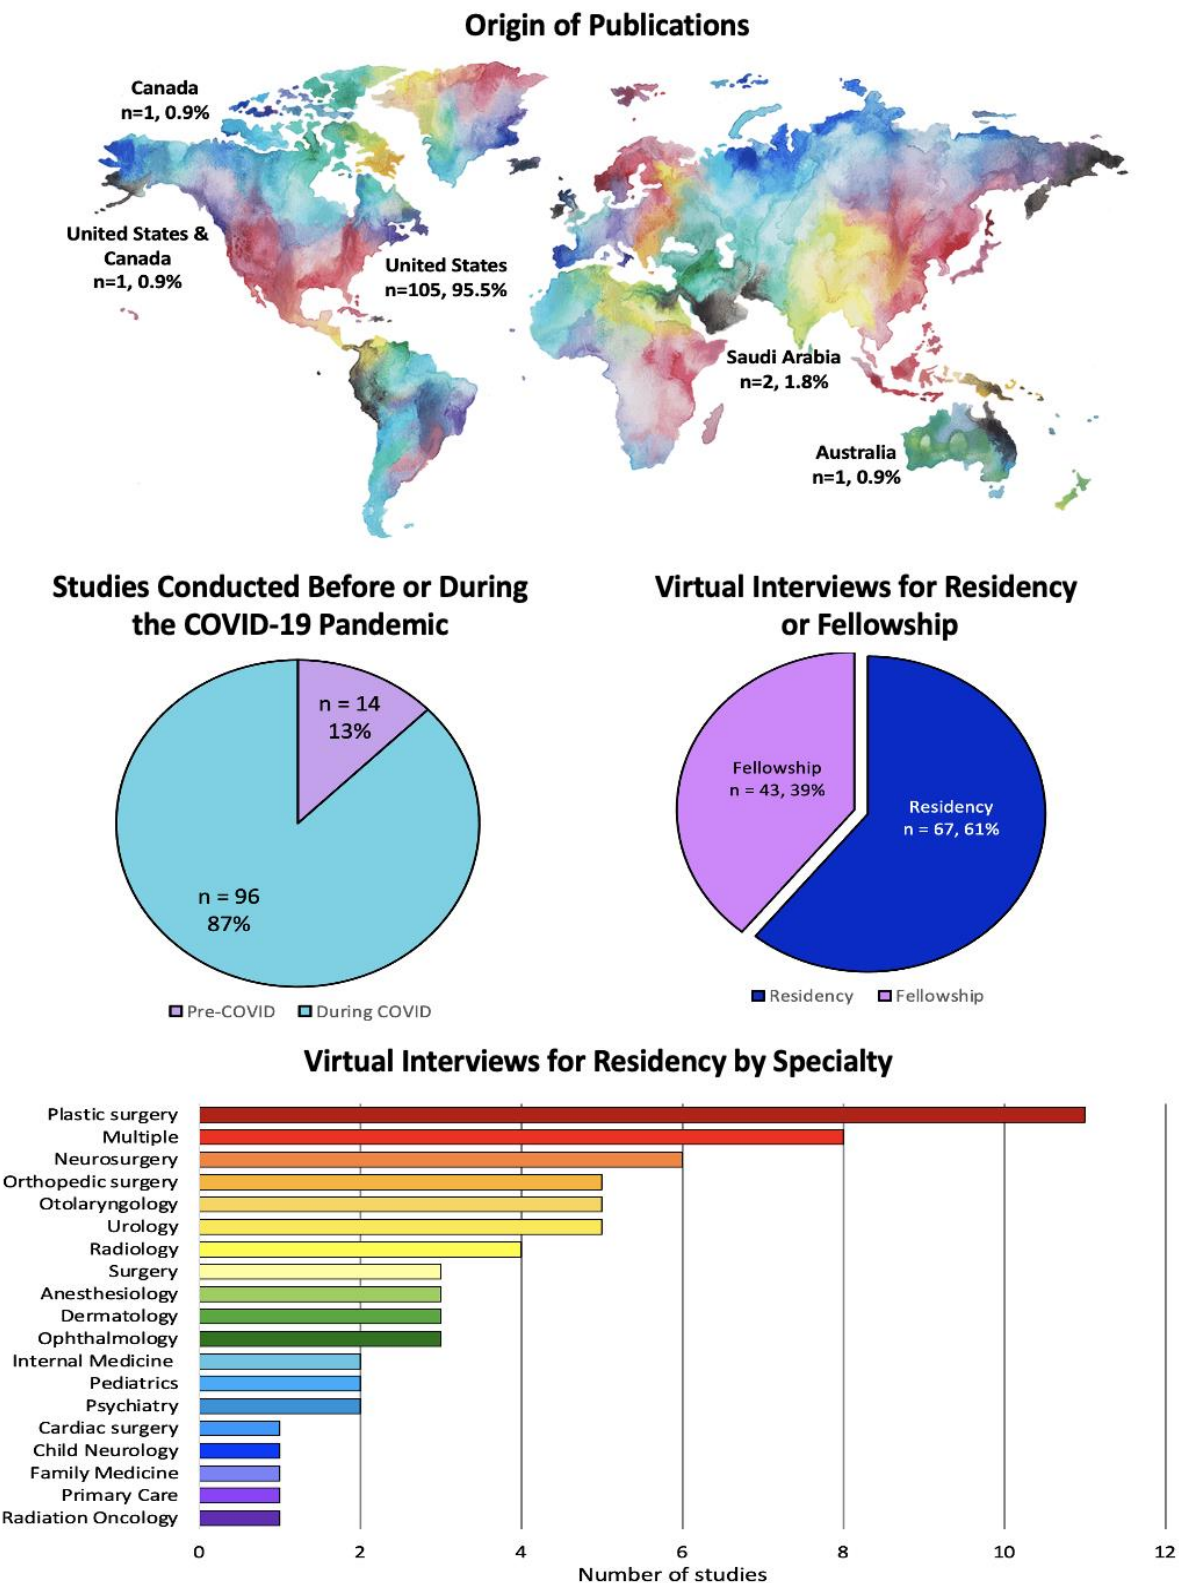 Origin of Publications
Canada
n=1, 0.9%
United States &
Canada
n=1, 0.9%
United States
n=105, 95.5%
Saudi Arabia
n=2, 1.8%
Australia
n=1, 0.9%
Studies Conducted Before or During
the COVID-19 Pandemic
n = 14
13%
n = 96
87%
Pre-COVID During COVID
Virtual Interviews for Residency
or Fellowship
Fellowship
n = 43, 39%
Residency
n = 67, 61%
Residency Fellowship
Virtual Interviews for Residency by Specialty
Plastic surgery
Multiple
Neurosurgery
Orthopedic surgery
Otolaryngology
Urology
Radiology
Surgery
Anesthesiology
Dermatology
Ophthalmology
Internal Medicine
Pediatrics
Psychiatry
Cardiac surgery
Child Neurology
Family Medicine
Primary Care
Radiation Oncology
0 2 4 6 8 10 12
Number of studies